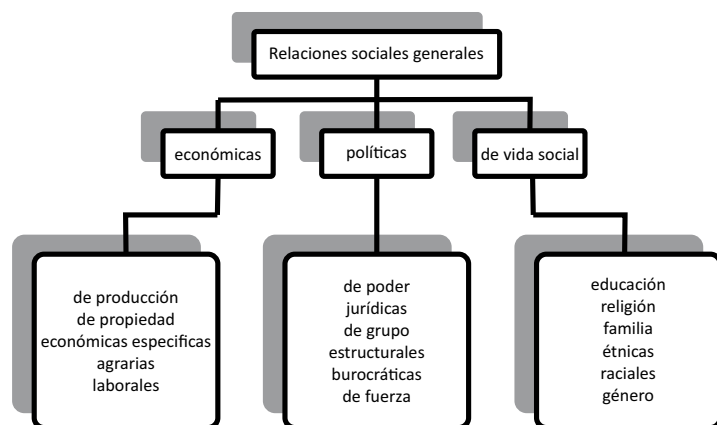 Relaciones sociales generales
económicas
políticas
de vida social
de producción
de propiedad
económicas especificas
agrarias
laborales
de poder
jurídicas
de grupo
estructurales
burocráticas
de fuerza
educación
religión
familia
étnicas
raciales
género